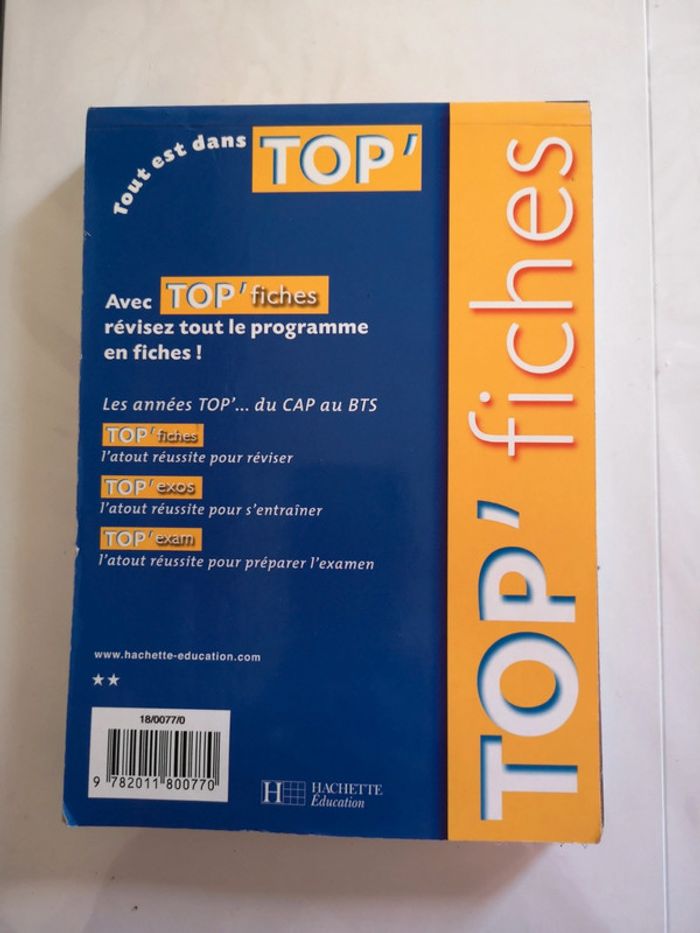 Tout est dans TOP'
Avec TOP' fiches
révisez tout le programme
en fiches !
Les années TOP'... du CAP au BTS
TOP' fiches
l'atout réussite pour réviser
TOP' exos
l'atout réussite pour s'entraîner
TOP' exam
l'atout réussite pour préparer l'examen
www.hachette-education.com
★★
18/0077/0
9 782011 800770
H HACHETTE
Éducation
TOP' fiches